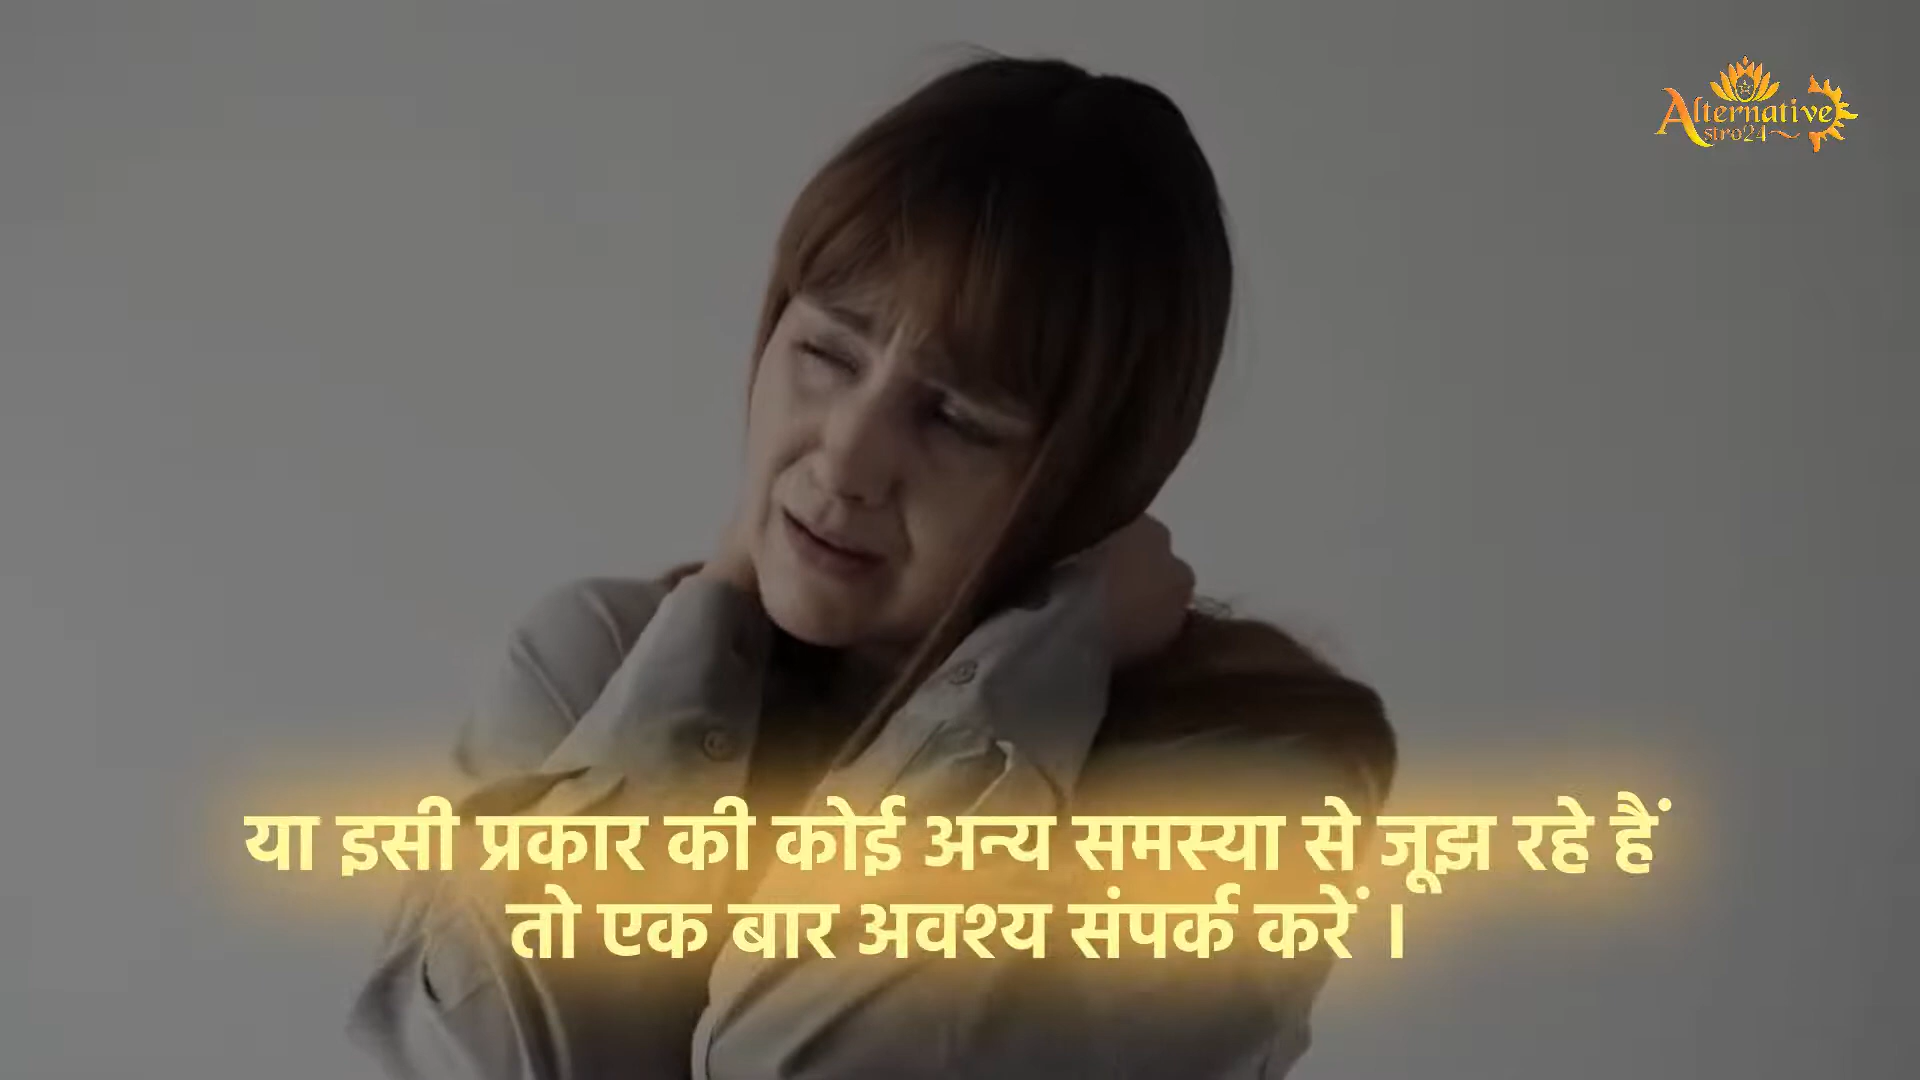 Alternative
Astro24
या इसी प्रकार की कोई अन्य समस्या से जूझ रहे हैं
तो एक बार अवश्य संपर्क करें ।